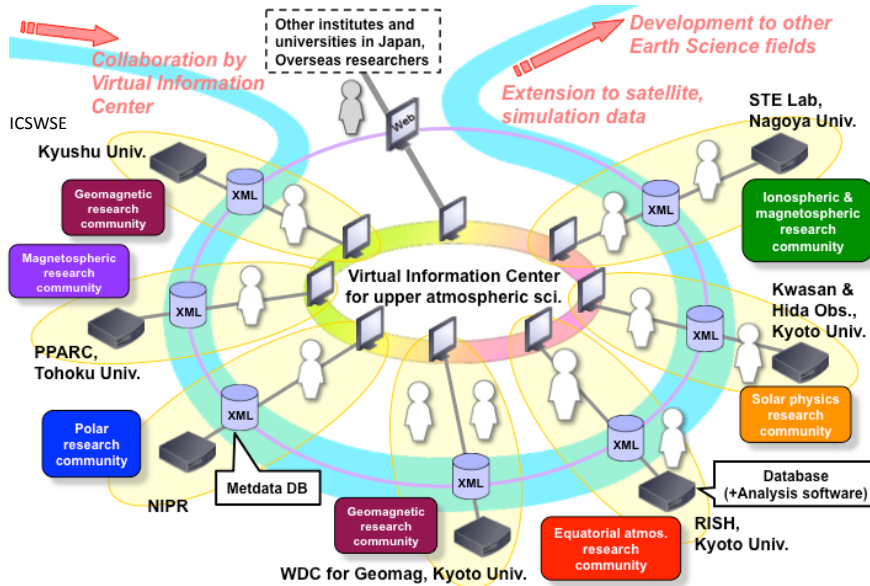 Other institutes and
universities in Japan,
Overseas researchers
Development to other
Earth Science fields
Collaboration by
Virtual Information
Center
Extension to satellite,
simulation data
Web
ICSWSE
Kyushu Univ.
XML
Geomagnetic
research
community
STE Lab,
Nagoya Univ.
XML
Ionospheric &
magnetospheric
research
community
Magnetospheric
research
community
XML
PPARC,
Tohoku Univ.
Virtual Information Center
for upper atmospheric sci.
Kwasan &
Hida Obs.,
Kyoto Univ.
XML
Solar physics
research
community
Polar
research
community
XML
NIPR
Metdata DB
XML
Geomagnetic
research
community
WDC for Geomag, Kyoto Univ.
XML
Equatorial atmos.
research
community
Database
(+Analysis software)
RISH,
Kyoto Univ.